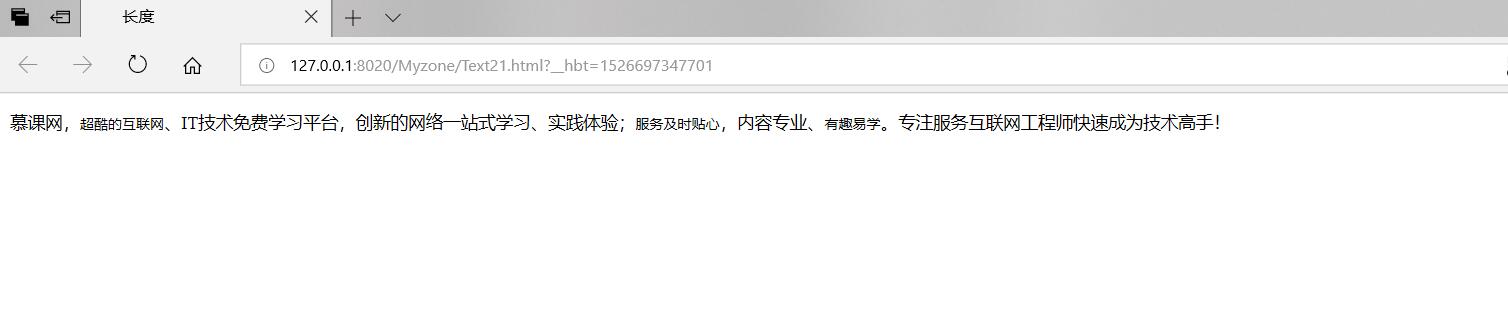 长度
127.0.0.1:8020/Myzone/Text21.html?__hbt=1526697347701
慕课网，超酷的互联网、IT技术免费学习平台，创新的网络一站式学习、实践体验；服务及时贴心，内容专业、有趣易学。专注服务互联网工程师快速成为技术高手！